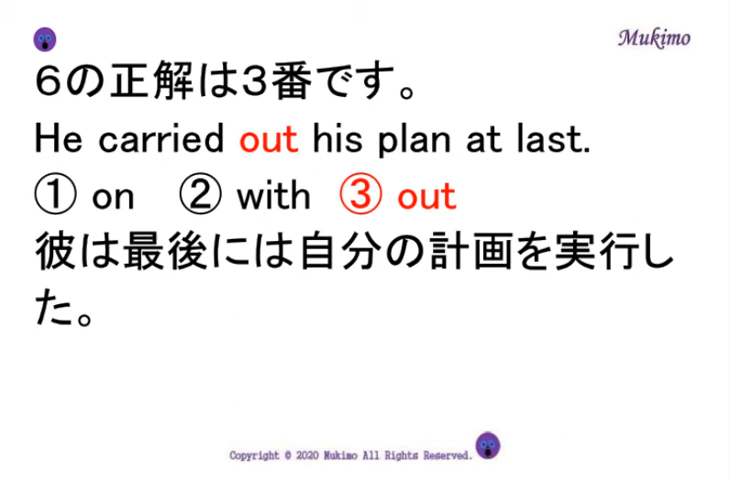 Mukimo
６の正解は３番です。
He carried out his plan at last.
① on ② with ③ out
彼は最後には自分の計画を実行し
た。
Copyright © 2020 Mukimo All Rights Reserved.